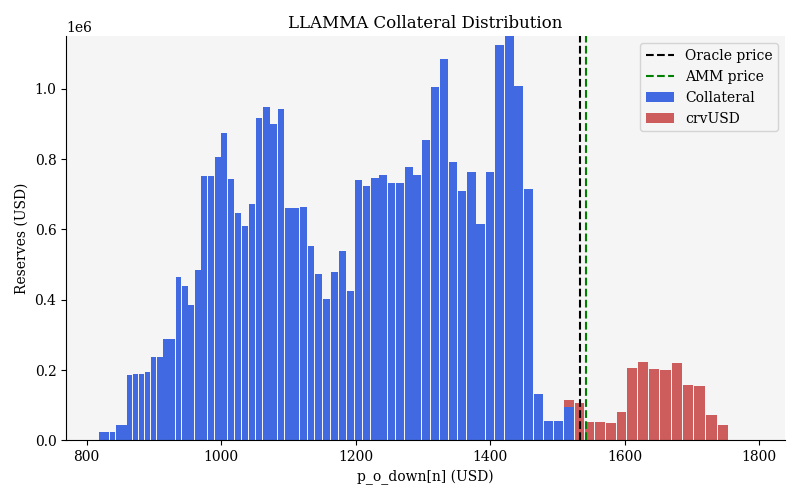 LLAMMA Collateral Distribution
1e6
Oracle price
AMM price
Collateral
crvUSD
1.0
0.8
0.6
0.4
0.2
0.0
Reserves (USD)
800 1000 1200 1400 1600 1800
p_o_down[n] (USD)